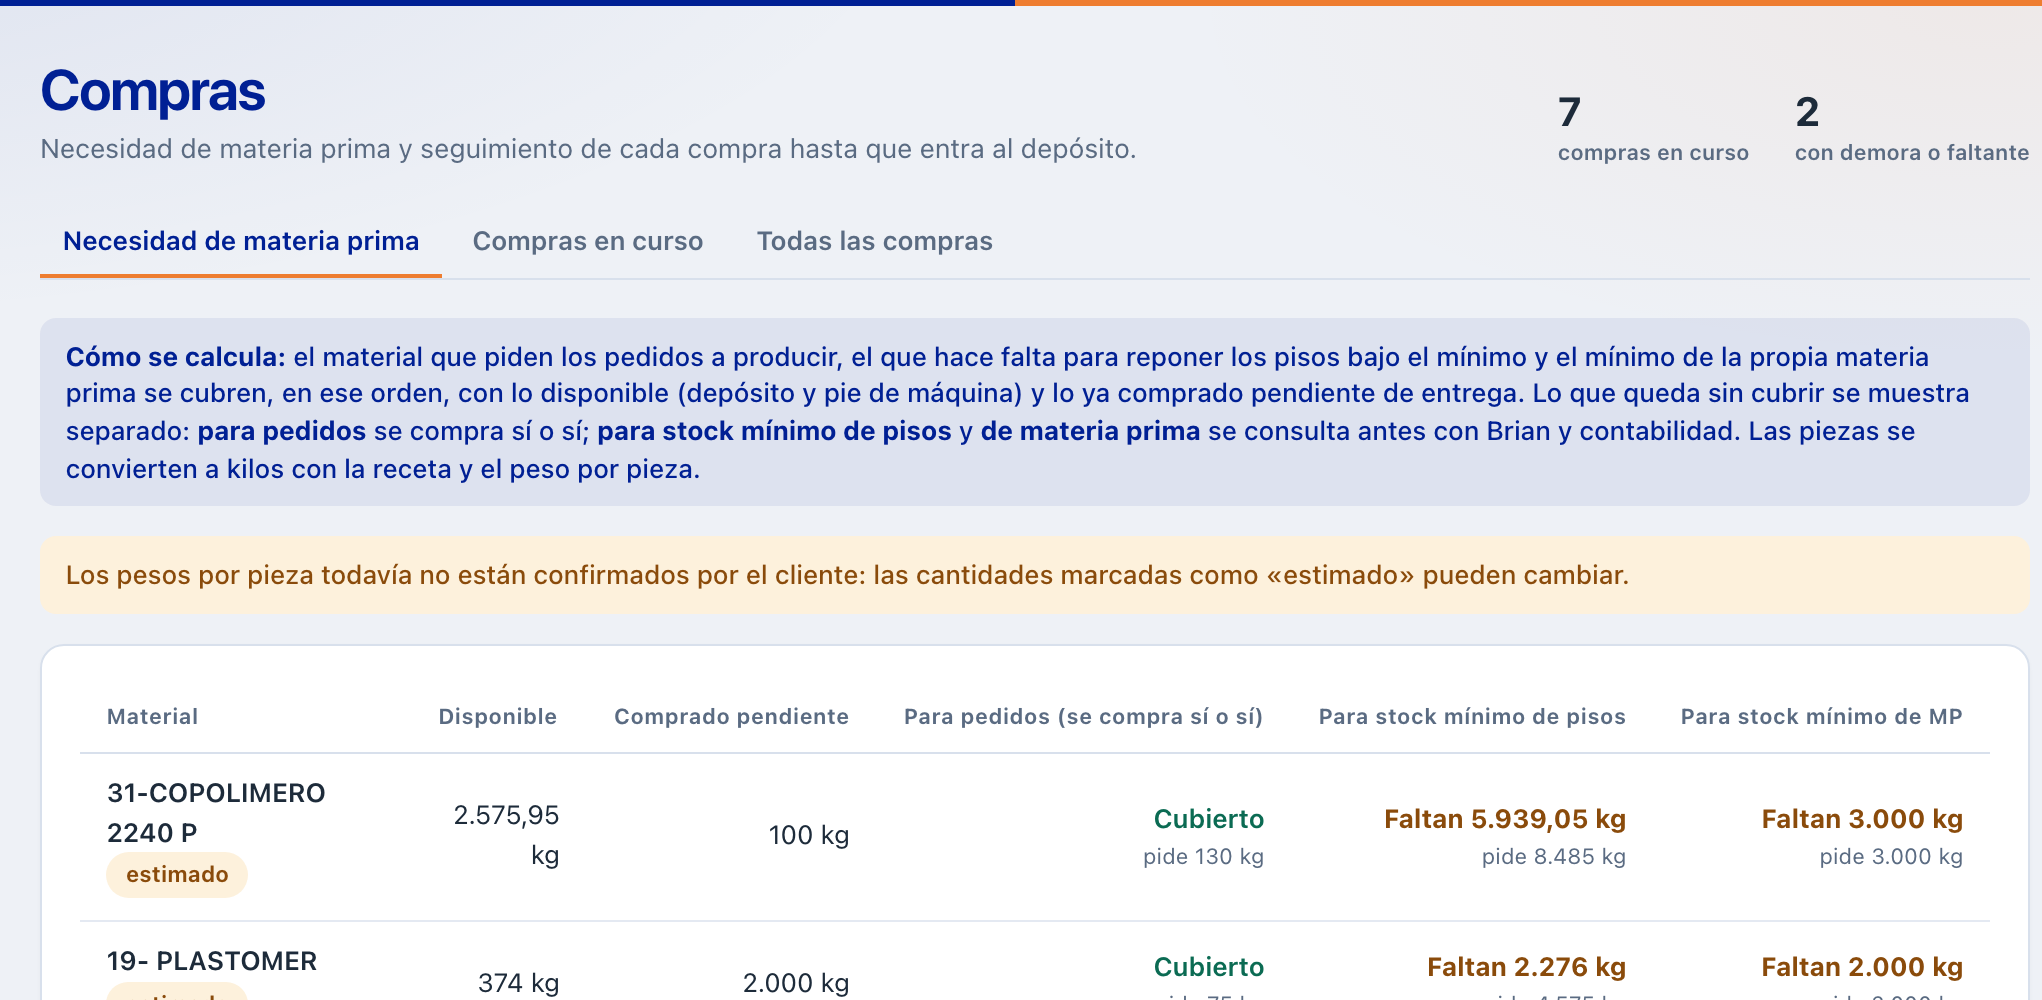 Compras
Necesidad de materia prima y seguimiento de cada compra hasta que entra al depósito.
7
compras en curso
2
con demora o faltante
Necesidad de materia prima
Compras en curso
Todas las compras
Cómo se calcula: el material que piden los pedidos a producir, el que hace falta para reponer los pisos bajo el mínimo y el mínimo de la propia materia
prima se cubren, en ese orden, con lo disponible (depósito y pie de máquina) y lo ya comprado pendiente de entrega. Lo que queda sin cubrir se muestra
separado: para pedidos se compra sí o sí; para stock mínimo de pisos y de materia prima se consulta antes con Brian y contabilidad. Las piezas se
convierten a kilos con la receta y el peso por pieza.
Los pesos por pieza todavía no están confirmados por el cliente: las cantidades marcadas como «estimado» pueden cambiar.
Material
Disponible
Comprado pendiente
Para pedidos (se compra sí o sí)
Para stock mínimo de pisos
Para stock mínimo de MP
31-COPOLIMERO
2240 P
estimado
2.575,95
kg
100 kg
Cubierto
pide 130 kg
Faltan 5.939,05 kg
pide 8.485 kg
Faltan 3.000 kg
pide 3.000 kg
19- PLASTOMER
374 kg
2.000 kg
Cubierto
Faltan 2.276 kg
Faltan 2.000 kg